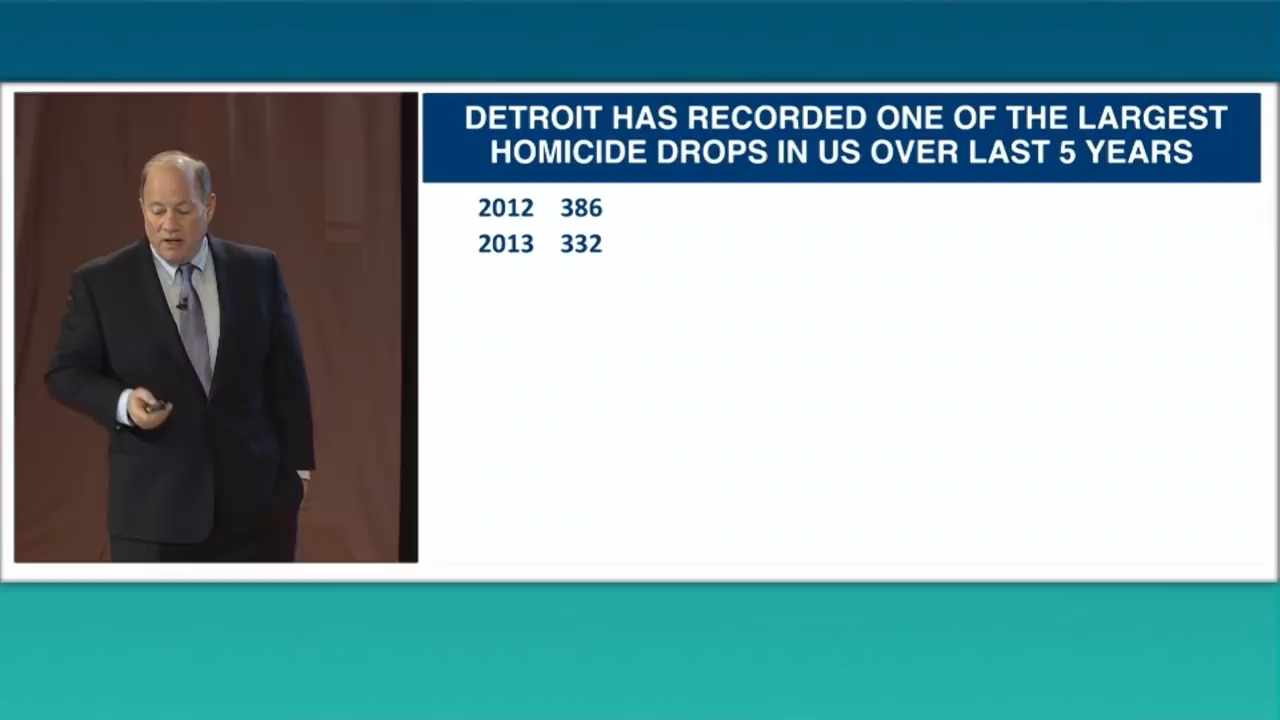 DETROIT HAS RECORDED ONE OF THE LARGEST
HOMICIDE DROPS IN US OVER LAST 5 YEARS
2012 386
2013 332